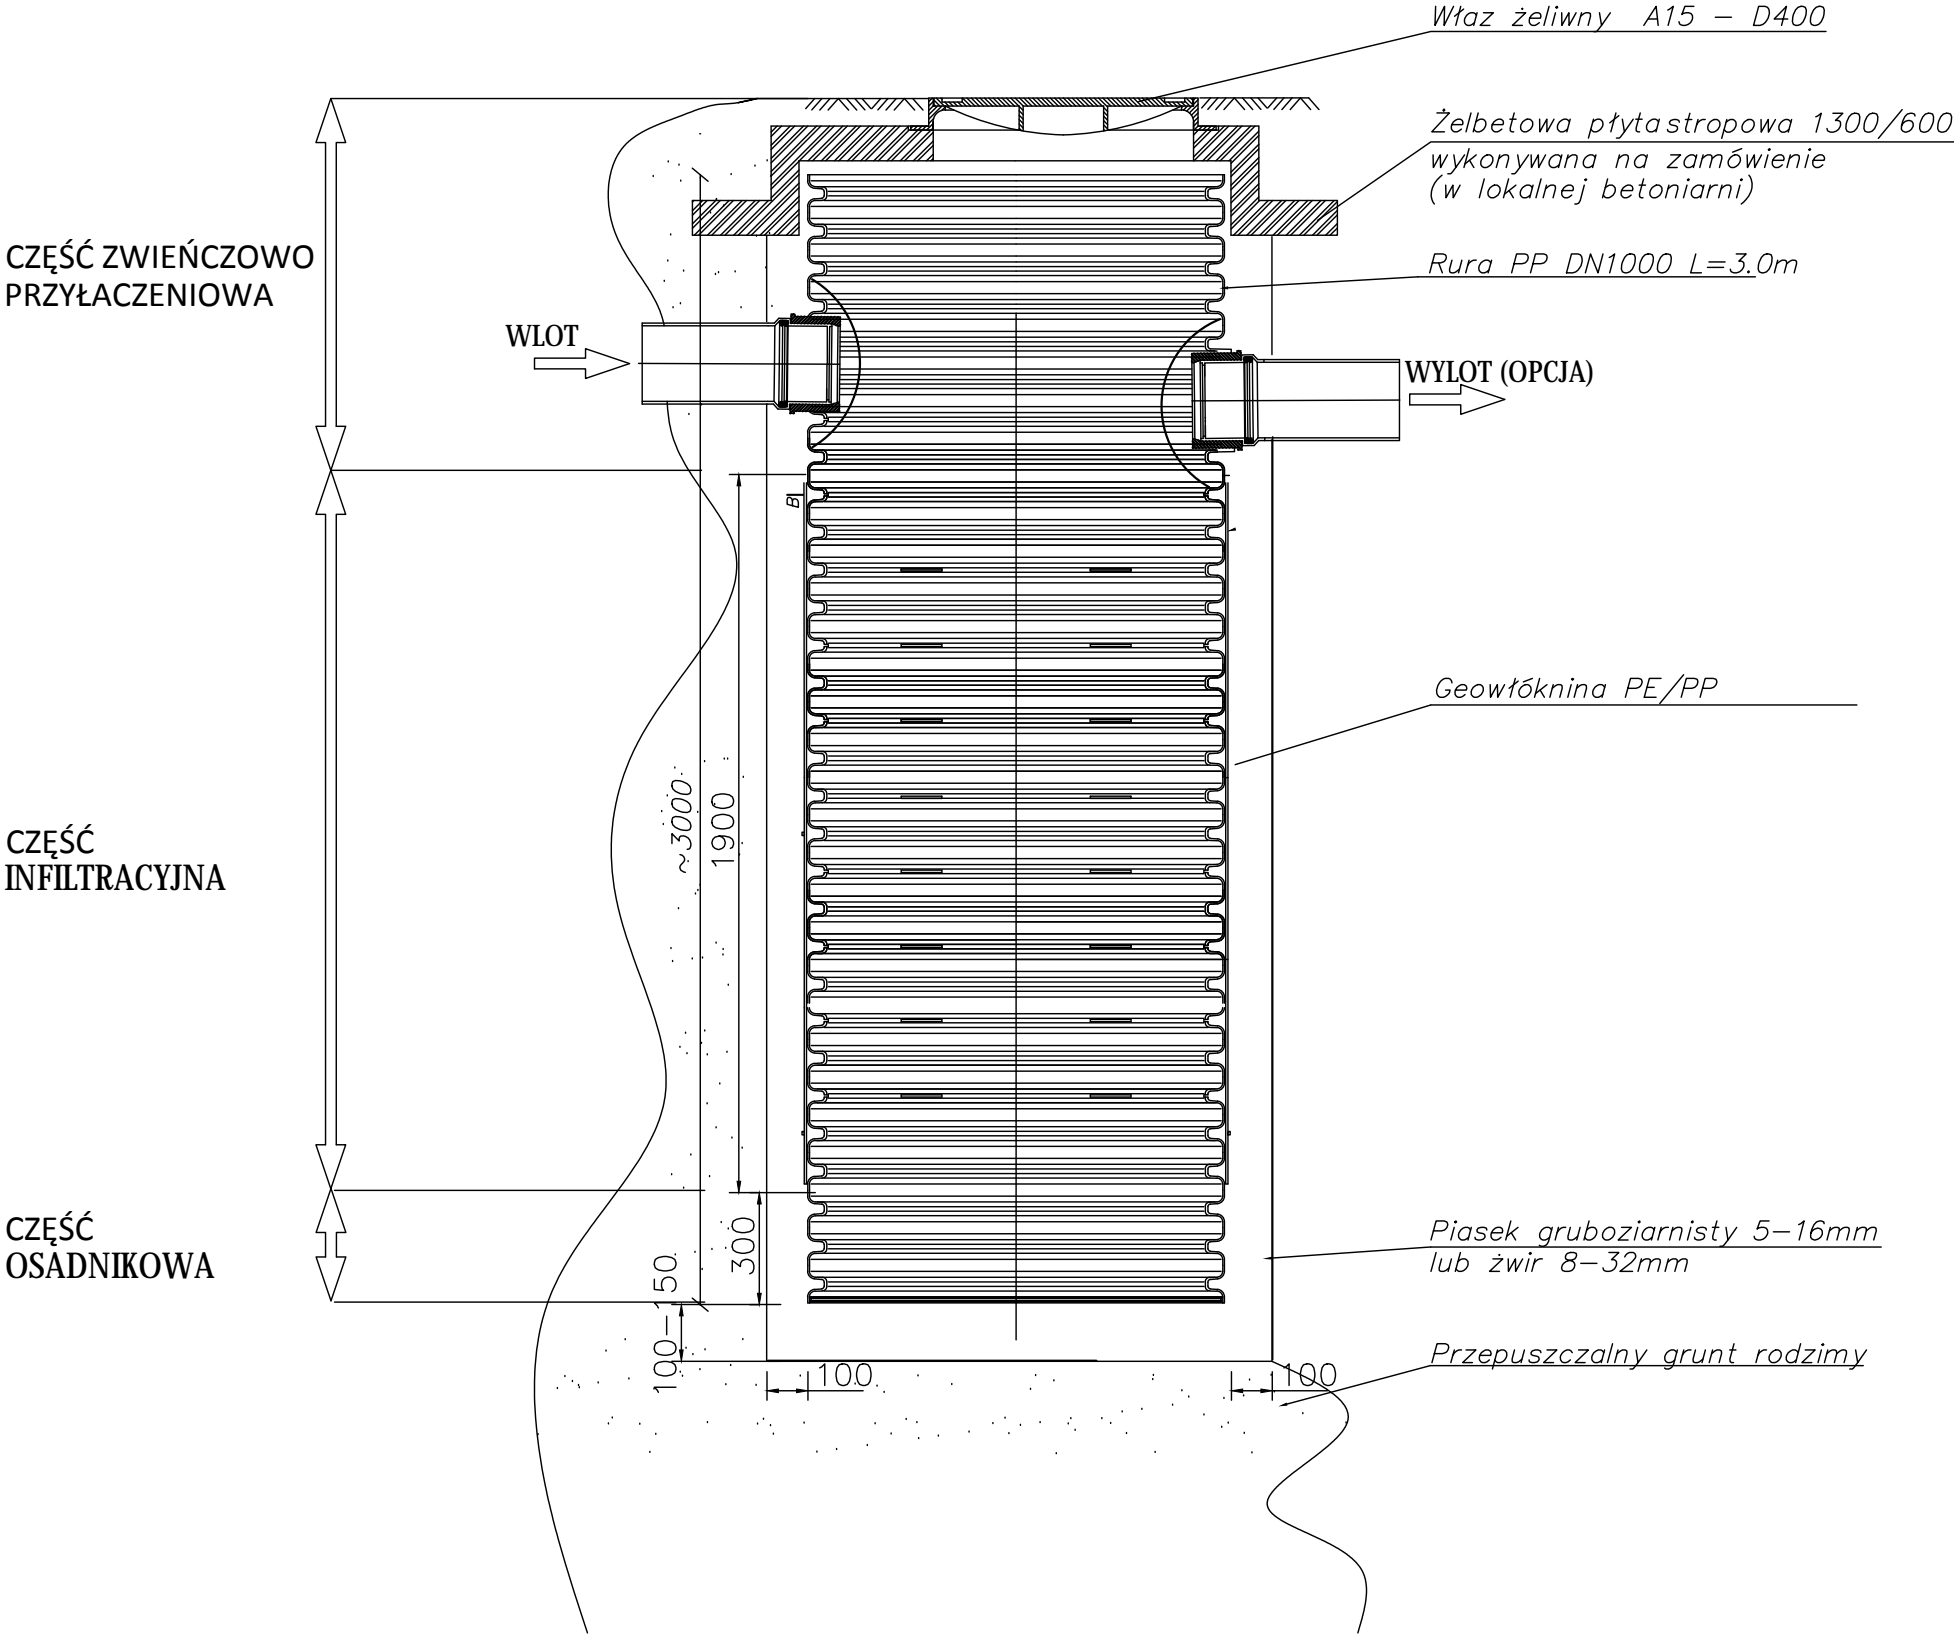 Właz żeliwny A15 – D400
Żelbetowa płyta stropowa 1300/600
wykonywana na zamówienie
(w lokalnej betoniarni)
CZĘŚĆ ZWIEŃCZOWO
PRZYŁACZENIOWA
Rura PP DN1000 L=3.0m
WLOT
WYLOT (OPCJA)
B
Geowłóknina PE/PP
~3000
1900
CZĘŚĆ
INFILTRACYJNA
CZĘŚĆ
OSADNIKOWA
300
100–150
Piasek gruboziarnisty 5–16mm
lub żwir 8–32mm
Przepuszczalny grunt rodzimy
100
100